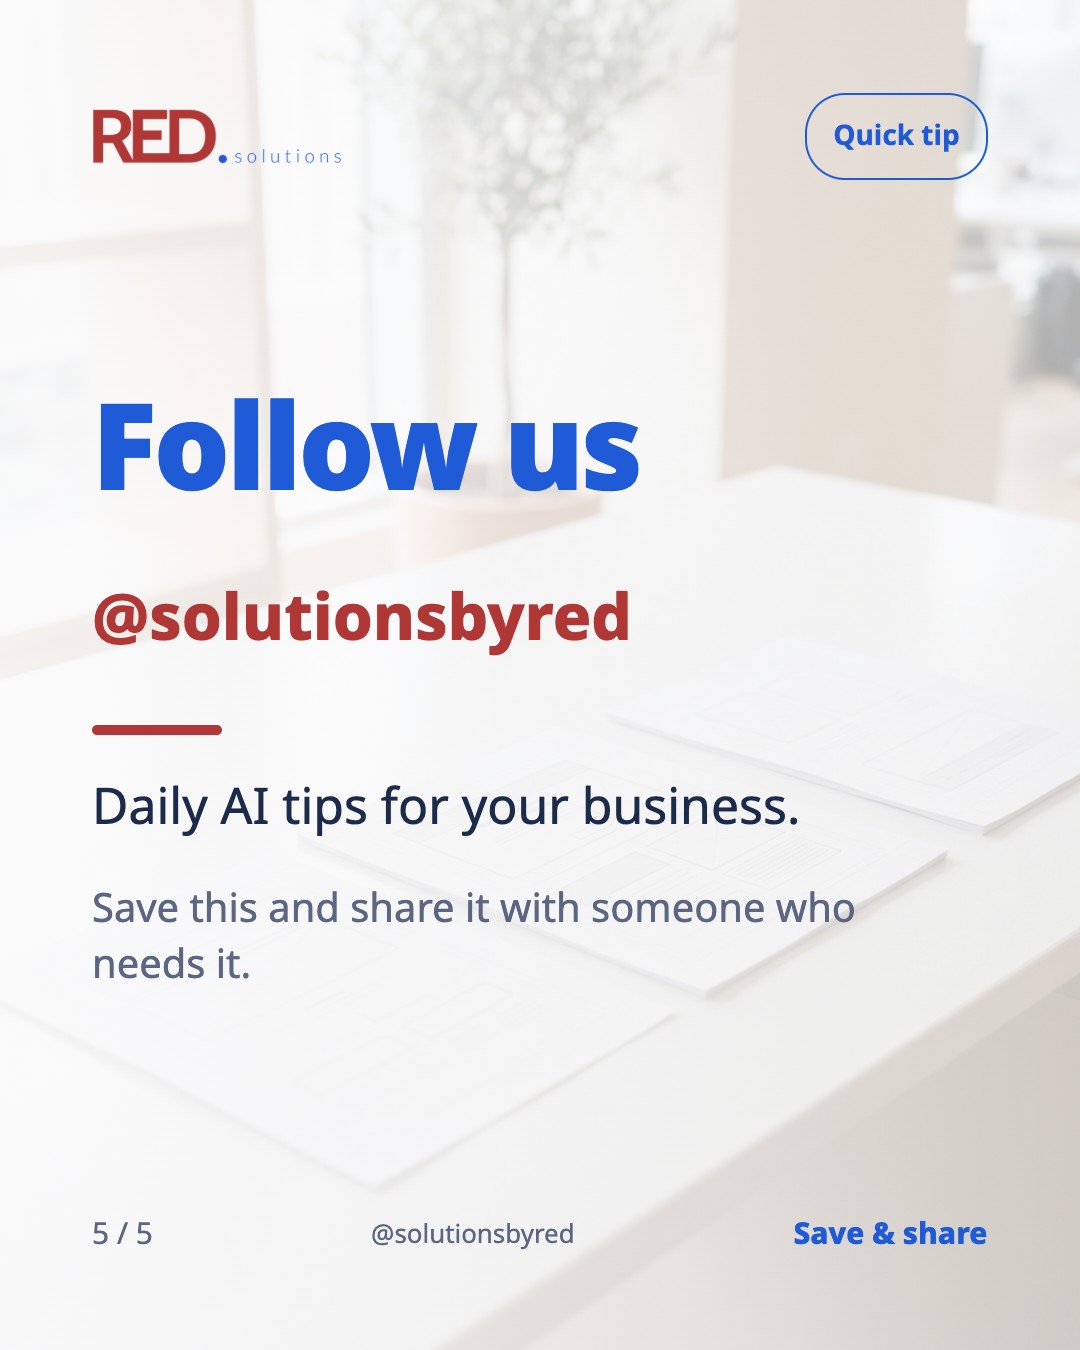 RED.solutions
Quick tip
Follow us
@solutionsbyred
Daily AI tips for your business.
Save this and share it with someone who
needs it.
5 / 5
@solutionsbyred
Save & share